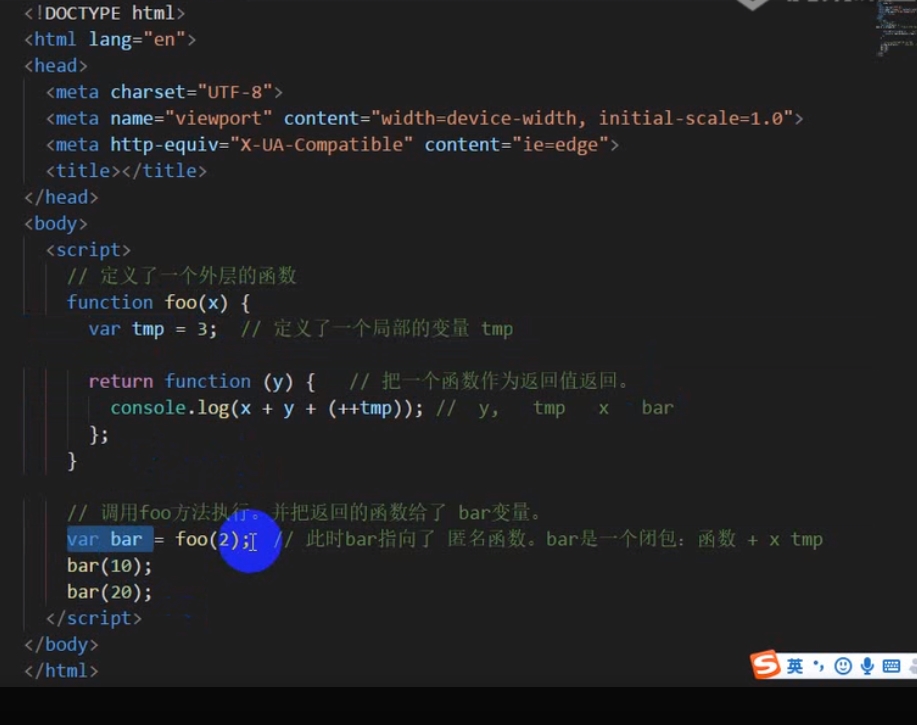 <!DOCTYPE html>
<html lang="en">
<head>
<meta charset="UTF-8">
<meta name="viewport" content="width=device-width, initial-scale=1.0">
<meta http-equiv="X-UA-Compatible" content="ie=edge">
<title></title>
</head>
<body>
<script>
// 定义了一个外层的函数
function foo(x) {
var tmp = 3; // 定义了一个局部的变量 tmp
return function (y) { // 把一个函数作为返回值返回。
console.log(x + y + (++tmp)); // y, tmp x bar
};
}
// 调用foo方法执行。并把返回的函数给了 bar变量。
var bar = foo(2); // 此时bar指向了 匿名函数。bar是一个闭包：函数 + x tmp
bar(10);
bar(20);
</script>
</body>
</html>
英